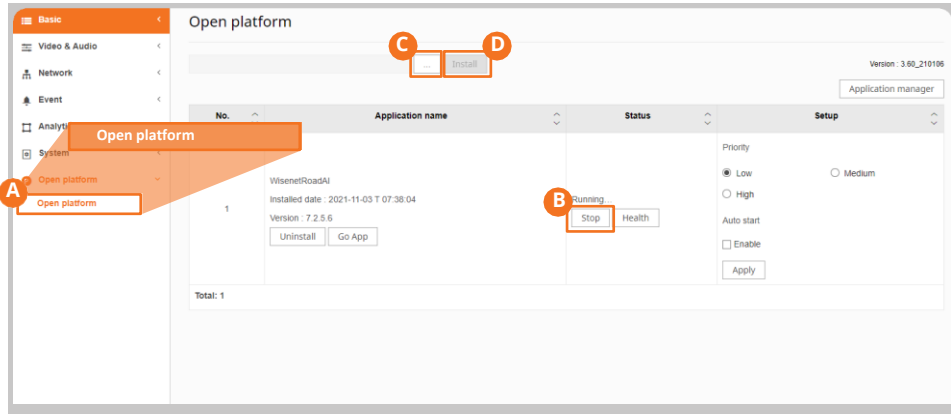 Basic
Open platform
Video & Audio
Network
Event
Analyti
System
Open platform
Open platform
Open platform
A
B
C
D
...
Install
Version : 3.60_210106
Application manager
No.
Application name
Status
Setup
1
WisenetRoadAI
Installed date : 2021-11-03 T 07:38:04
Version : 7.2.5.6
Uninstall
Go App
Running...
Stop
Health
Priority
Low
Medium
High
Auto start
Enable
Apply
Total: 1